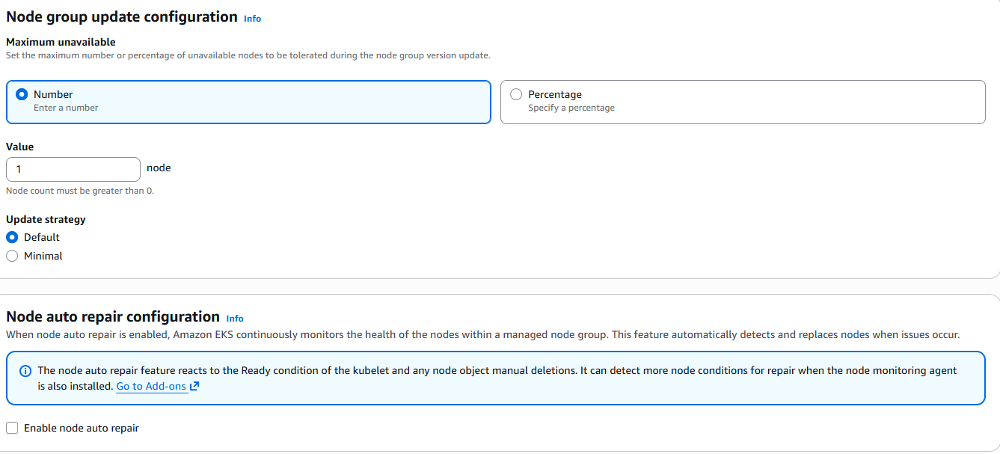 Node group update configuration Info
Maximum unavailable
Set the maximum number or percentage of unavailable nodes to be tolerated during the node group version update.
Number
Enter a number
Percentage
Specify a percentage
Value
1 node
Node count must be greater than 0.
Update strategy
Default
Minimal
Node auto repair configuration Info
When node auto repair is enabled, Amazon EKS continuously monitors the health of the nodes within a managed node group. This feature automatically detects and replaces nodes when issues occur.
The node auto repair feature reacts to the Ready condition of the kubelet and any node object manual deletions. It can detect more node conditions for repair when the node monitoring agent
is also installed. Go to Add-ons
Enable node auto repair